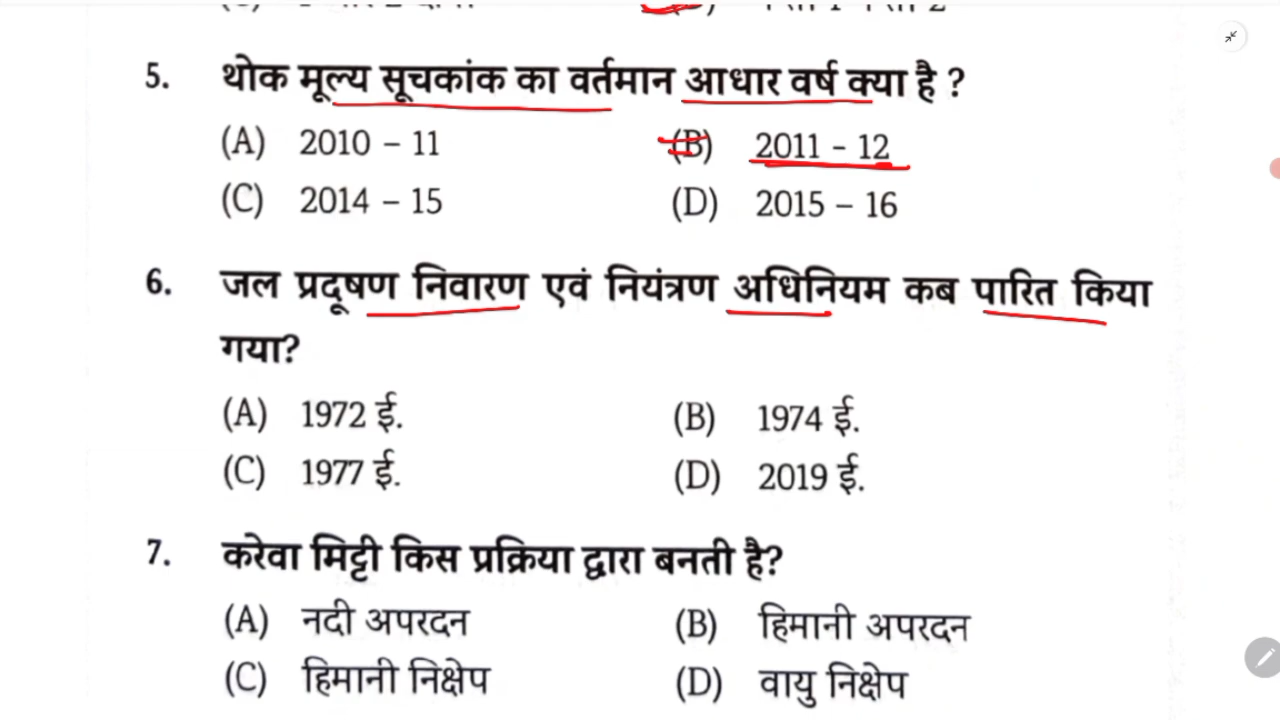 5. थोक मूल्य सूचकांक का वर्तमान आधार वर्ष क्या है ?
(A) 2010 – 11 (B) 2011 - 12
(C) 2014 – 15 (D) 2015 – 16
6. जल प्रदूषण निवारण एवं नियंत्रण अधिनियम कब पारित किया
गया?
(A) 1972 ई. (B) 1974 ई.
(C) 1977 ई. (D) 2019 ई.
7. करेवा मिट्टी किस प्रक्रिया द्वारा बनती है?
(A) नदी अपरदन (B) हिमानी अपरदन
(C) हिमानी निक्षेप (D) वायु निक्षेप